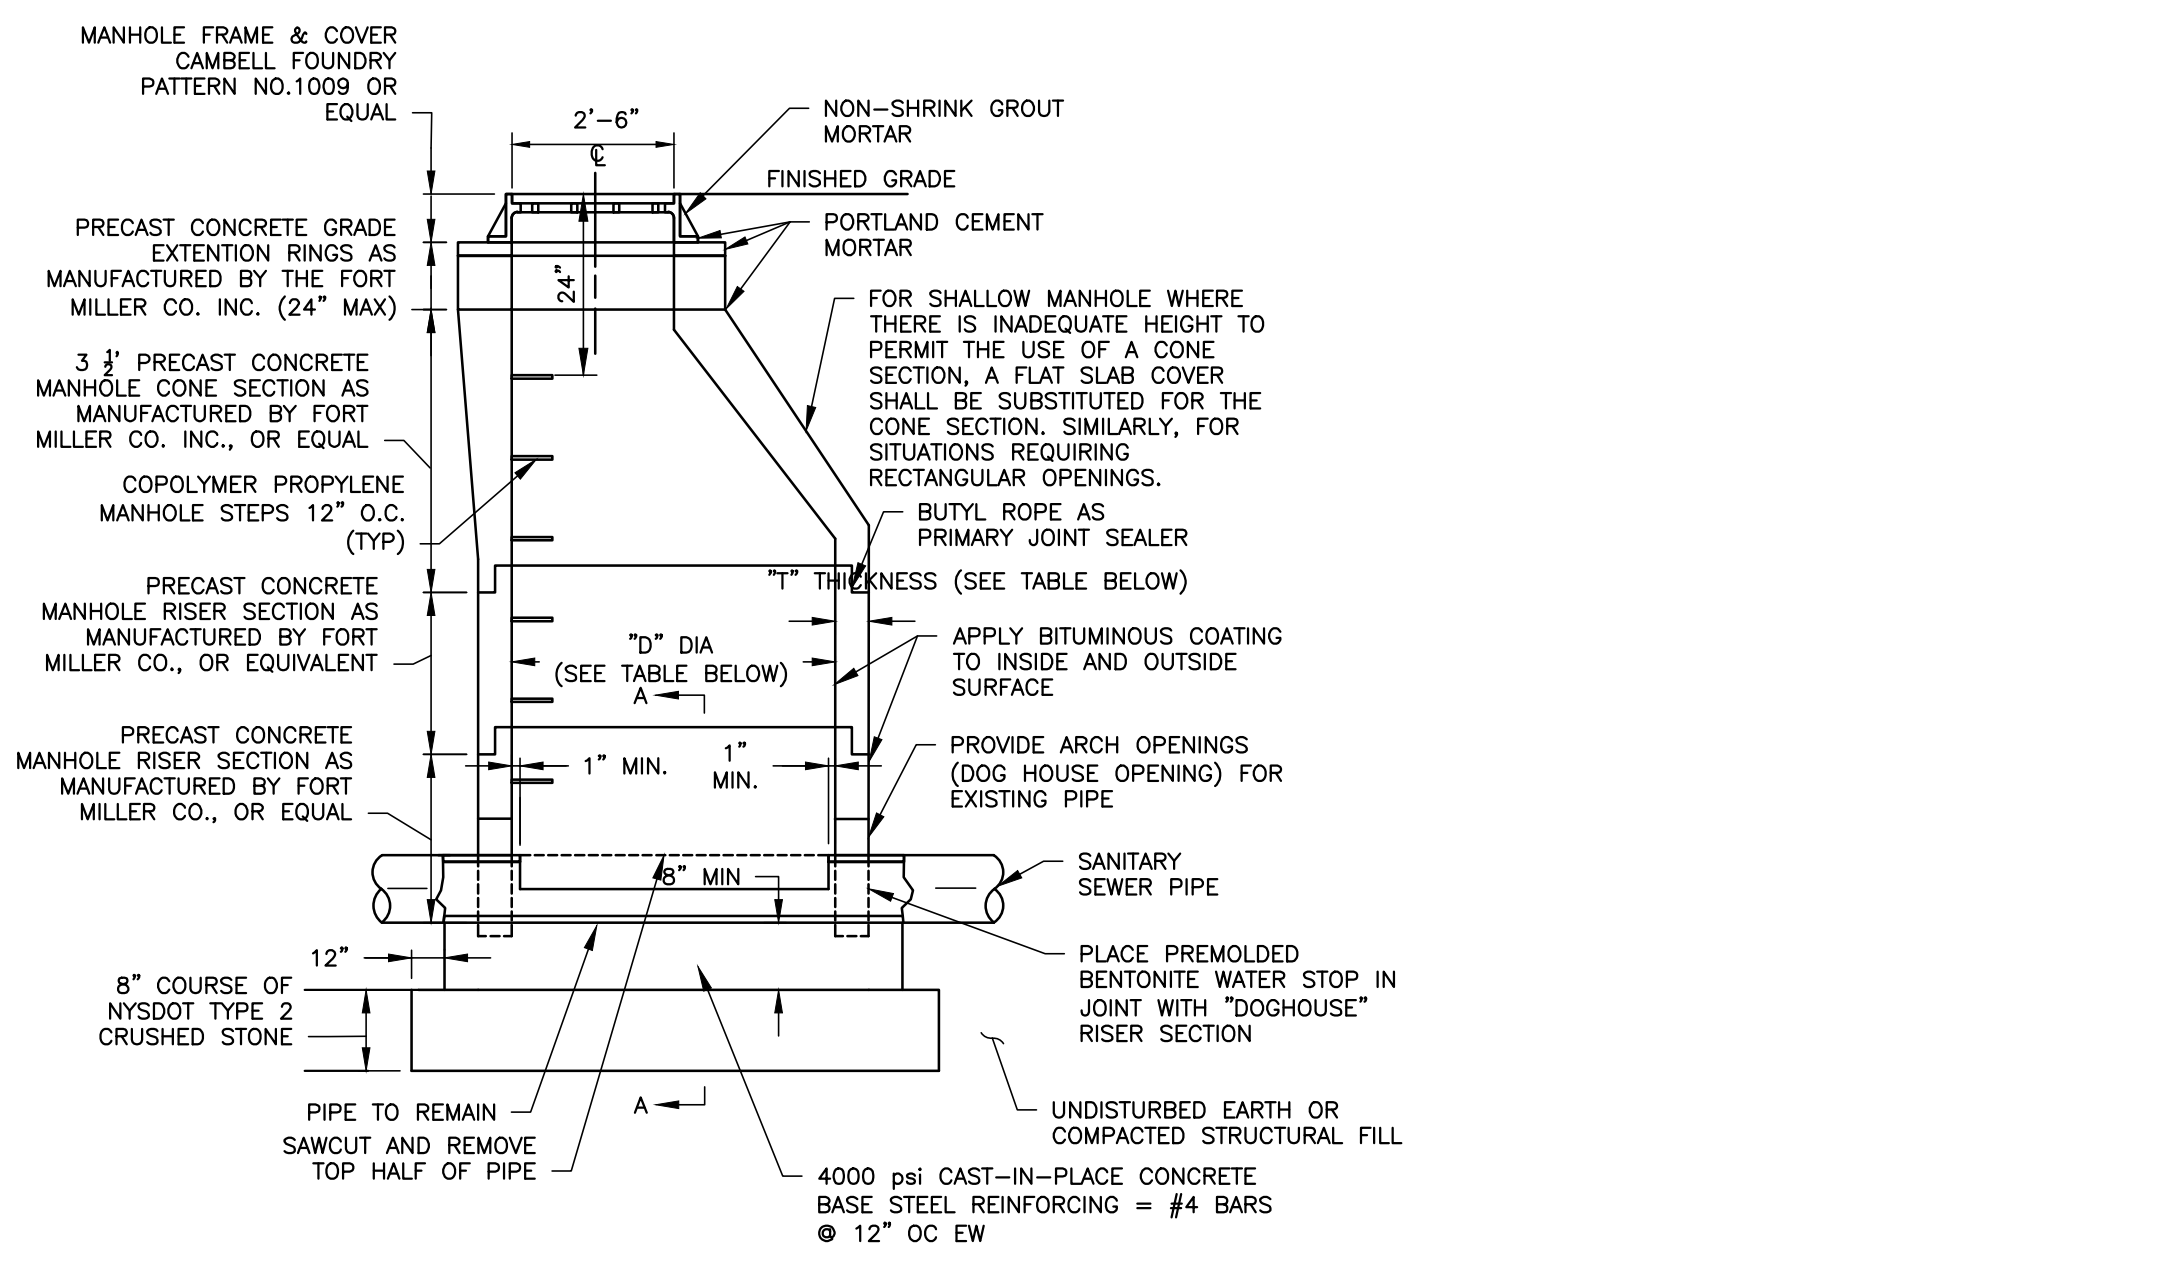 MANHOLE FRAME & COVER
CAMBELL FOUNDRY
PATTERN NO.1009 OR
EQUAL
2'-6"
℄
NON-SHRINK GROUT
MORTAR
FINISHED GRADE
PORTLAND CEMENT
MORTAR
PRECAST CONCRETE GRADE
EXTENTION RINGS AS
MANUFACTURED BY THE FORT
MILLER CO. INC. (24" MAX)
24"
FOR SHALLOW MANHOLE WHERE
THERE IS INADEQUATE HEIGHT TO
PERMIT THE USE OF A CONE
SECTION, A FLAT SLAB COVER
SHALL BE SUBSTITUTED FOR THE
CONE SECTION. SIMILARLY, FOR
SITUATIONS REQUIRING
RECTANGULAR OPENINGS.
3 ½' PRECAST CONCRETE
MANHOLE CONE SECTION AS
MANUFACTURED BY FORT
MILLER CO. INC., OR EQUAL
COPOLYMER PROPYLENE
MANHOLE STEPS 12" O.C.
(TYP)
BUTYL ROPE AS
PRIMARY JOINT SEALER
"T" THICKNESS (SEE TABLE BELOW)
PRECAST CONCRETE
MANHOLE RISER SECTION AS
MANUFACTURED BY FORT
MILLER CO., OR EQUIVALENT
"D" DIA
(SEE TABLE BELOW)
A
APPLY BITUMINOUS COATING
TO INSIDE AND OUTSIDE
SURFACE
PRECAST CONCRETE
MANHOLE RISER SECTION AS
MANUFACTURED BY FORT
MILLER CO., OR EQUAL
1" MIN.
1"
MIN.
PROVIDE ARCH OPENINGS
(DOG HOUSE OPENING) FOR
EXISTING PIPE
8" MIN
SANITARY
SEWER PIPE
12"
8" COURSE OF
NYSDOT TYPE 2
CRUSHED STONE
PLACE PREMOLDED
BENTONITE WATER STOP IN
JOINT WITH "DOGHOUSE"
RISER SECTION
PIPE TO REMAIN
SAWCUT AND REMOVE
TOP HALF OF PIPE
A
UNDISTURBED EARTH OR
COMPACTED STRUCTURAL FILL
4000 psi CAST-IN-PLACE CONCRETE
BASE STEEL REINFORCING = #4 BARS
@ 12" OC EW